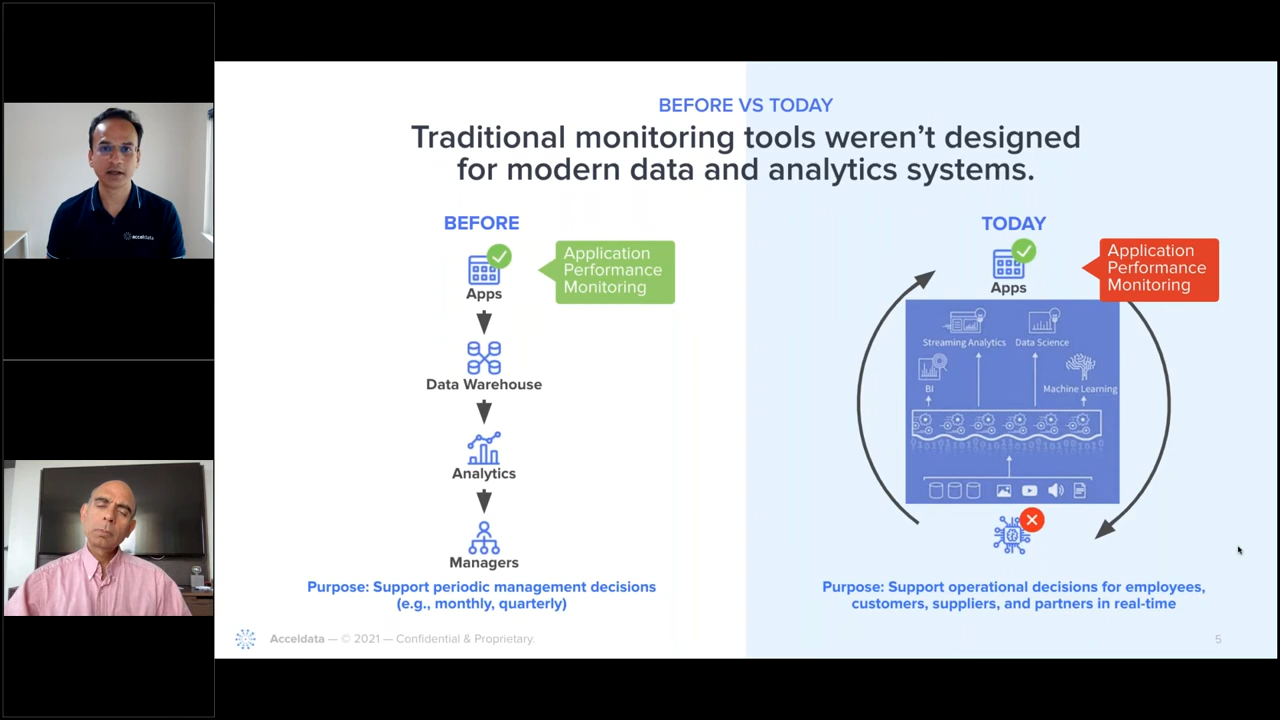 BEFORE VS TODAY
Traditional monitoring tools weren't designed
for modern data and analytics systems.
BEFORE
Apps
Application
Performance
Monitoring
Data Warehouse
Analytics
Managers
Purpose: Support periodic management decisions
(e.g., monthly, quarterly)
TODAY
Apps
Application
Performance
Monitoring
Streaming Analytics
Data Science
BI
Machine Learning
Purpose: Support operational decisions for employees,
customers, suppliers, and partners in real-time
Acceldata — © 2021 — Confidential & Proprietary.
5
acceldata